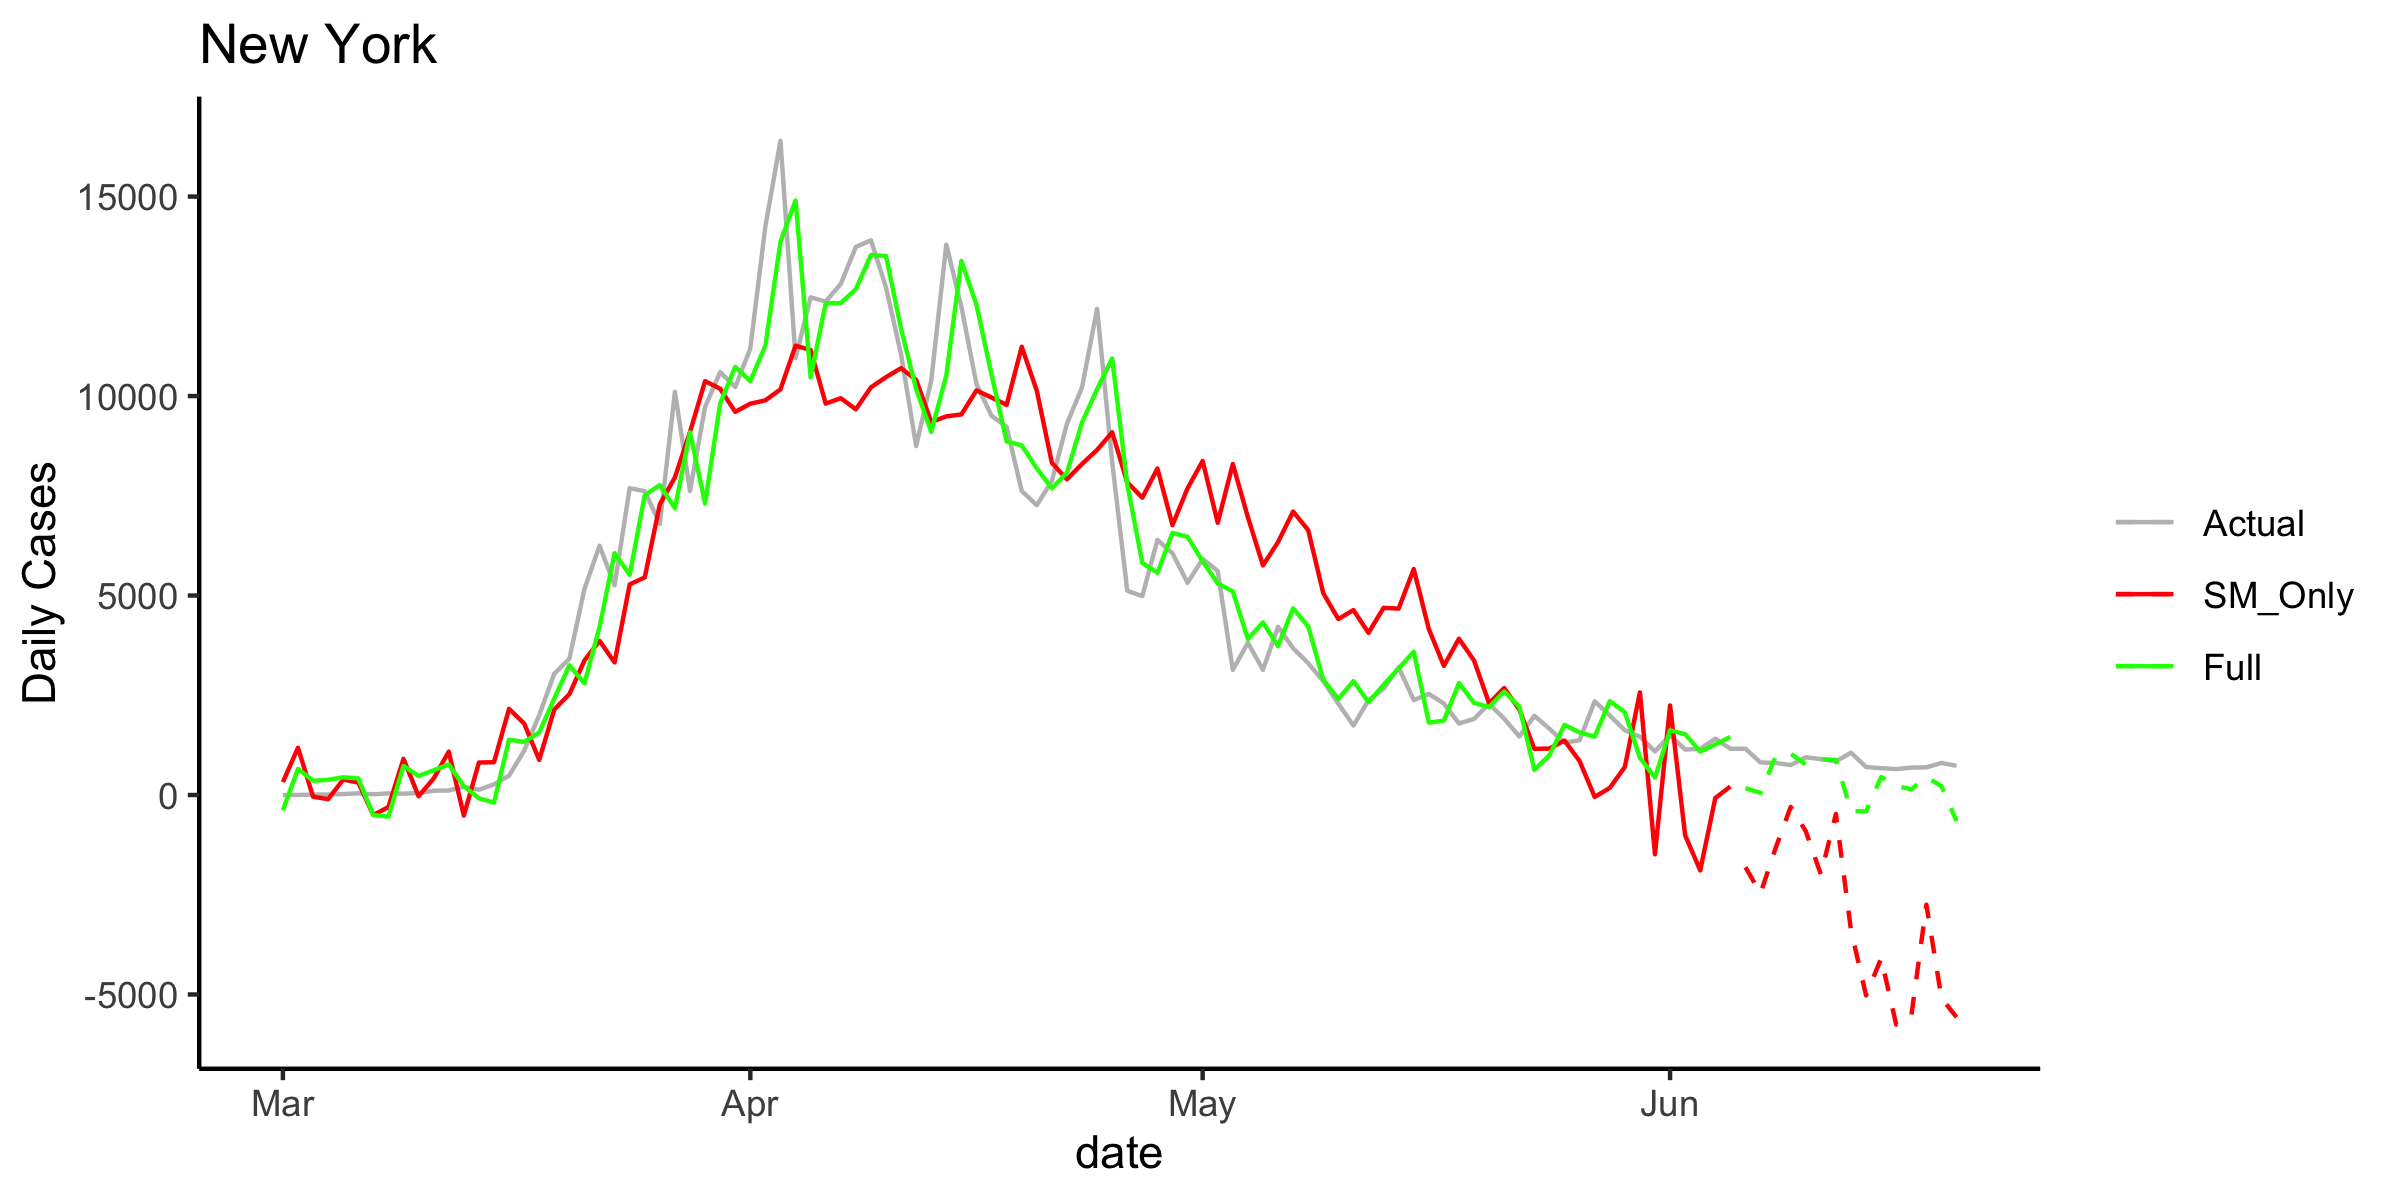 New York
Daily Cases
15000
10000
5000
0
-5000
Mar
Apr
May
Jun
date
Actual
SM_Only
Full